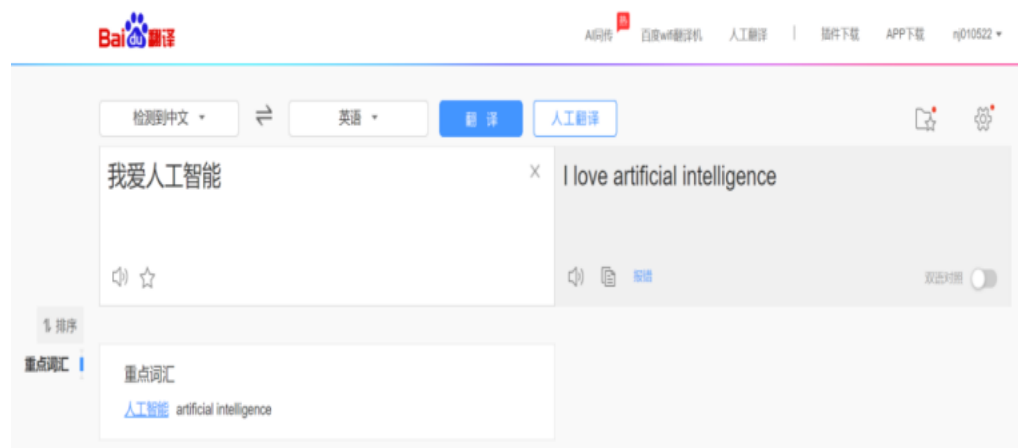 Bai du 翻译
AI同传 热 百度wifi翻译机 人工翻译 | 插件下载 APP下载 nj010522
检测到中文 英语 翻 译 人工翻译
我爱人工智能 X I love artificial intelligence
报错 双语对照
排序
重点词汇
重点词汇
人工智能 artificial intelligence